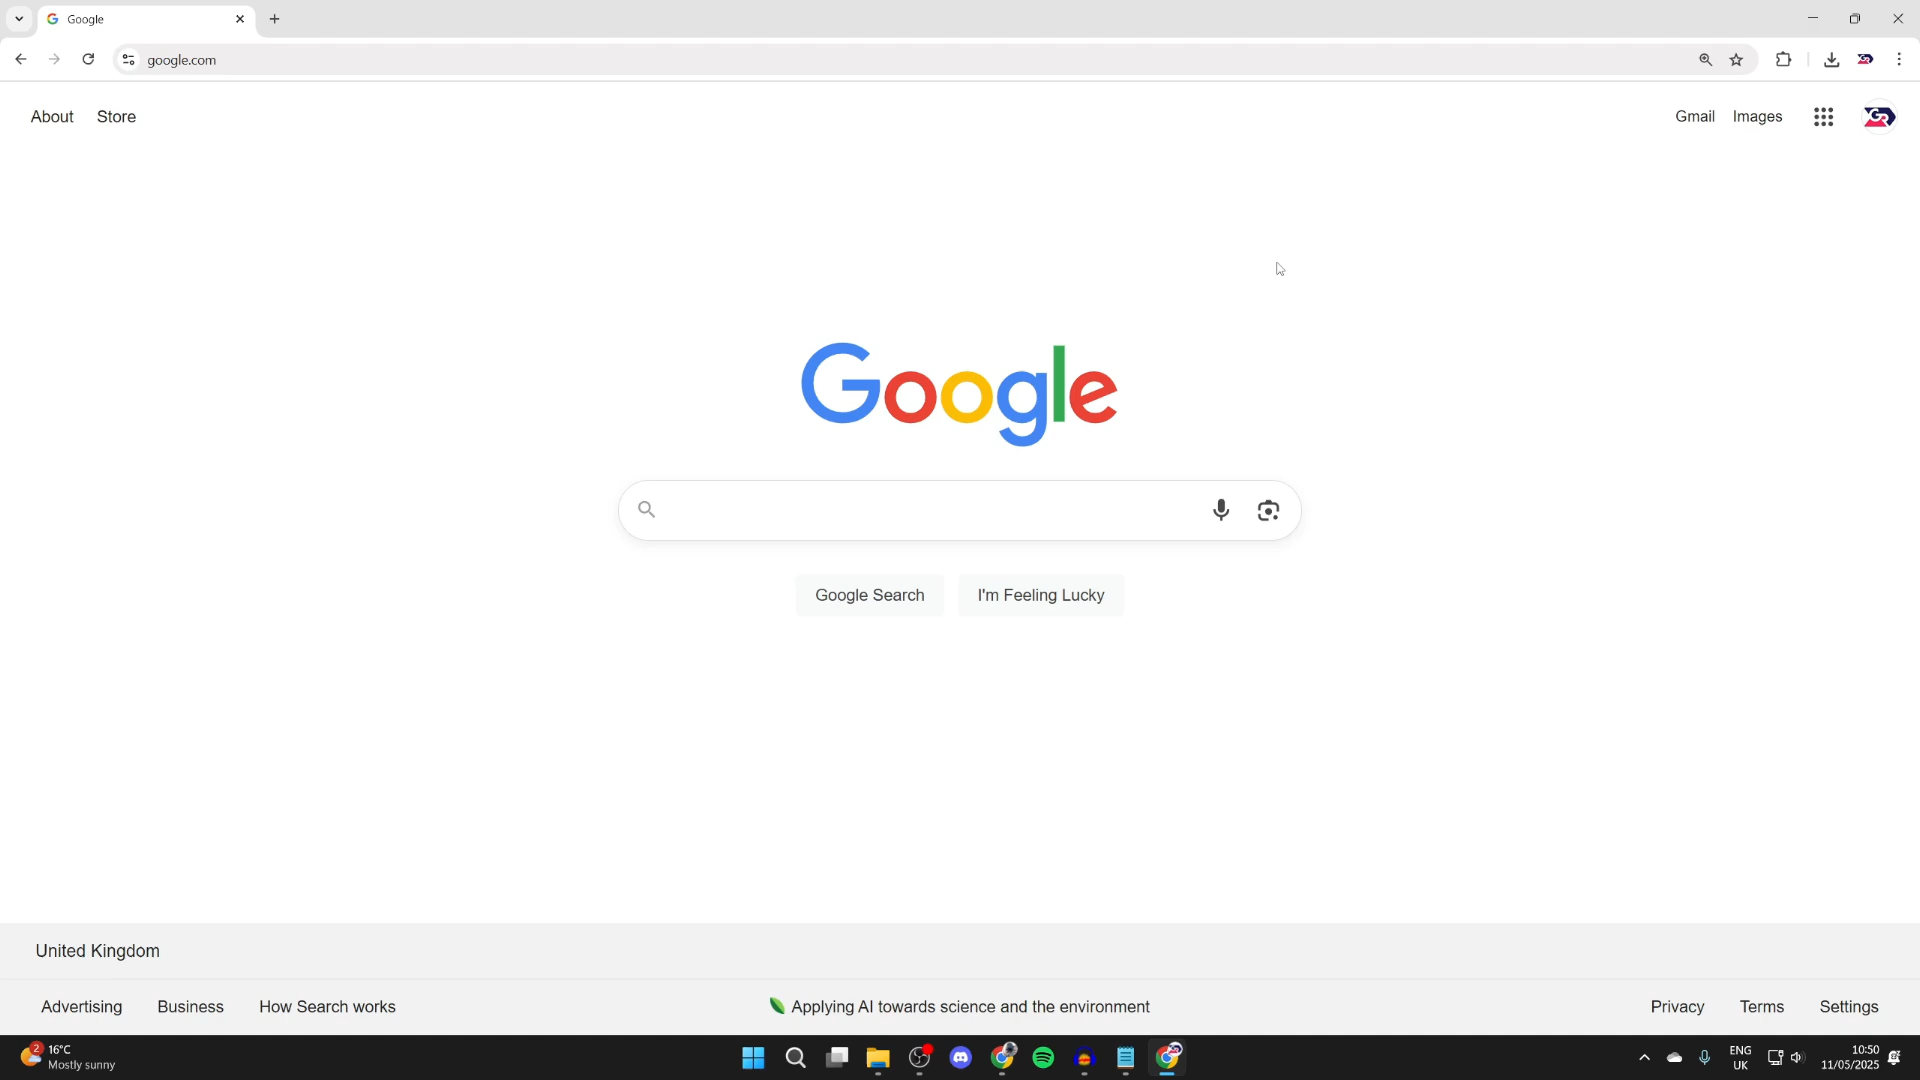 Google
google.com
About Store
Gmail Images
Google
Google Search I'm Feeling Lucky
United Kingdom
Advertising Business How Search works
Applying AI towards science and the environment
Privacy Terms Settings
2
16°C
Mostly sunny
ENG
UK
10:50
11/05/2025